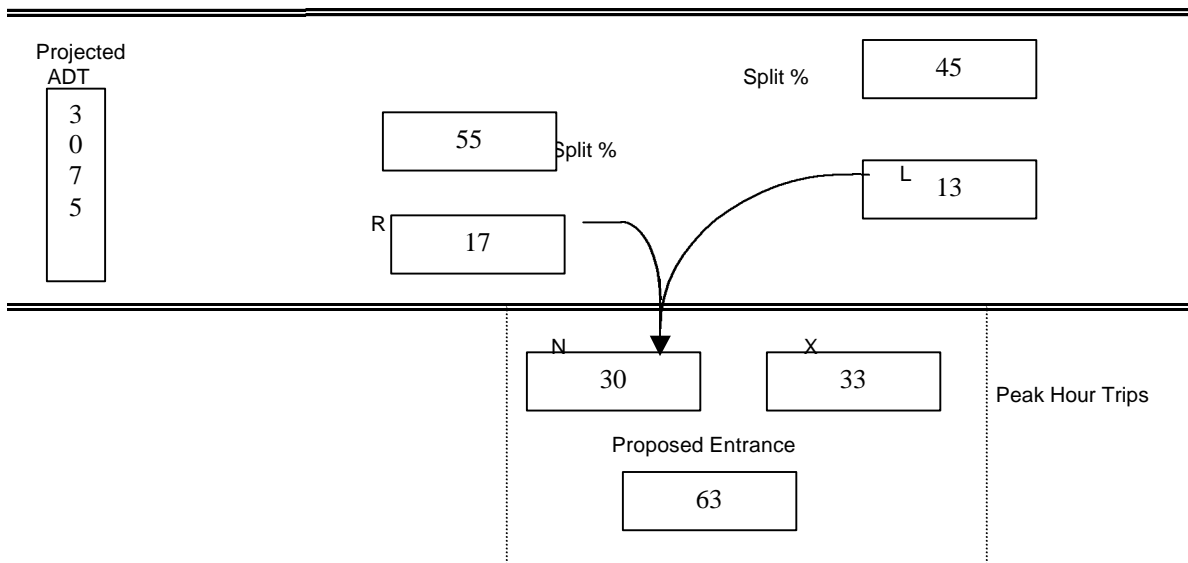 Projected
ADT
3
0
7
5
Split %
45
55
Split %
L
13
R
17
N
30
X
33
Peak Hour Trips
Proposed Entrance
63